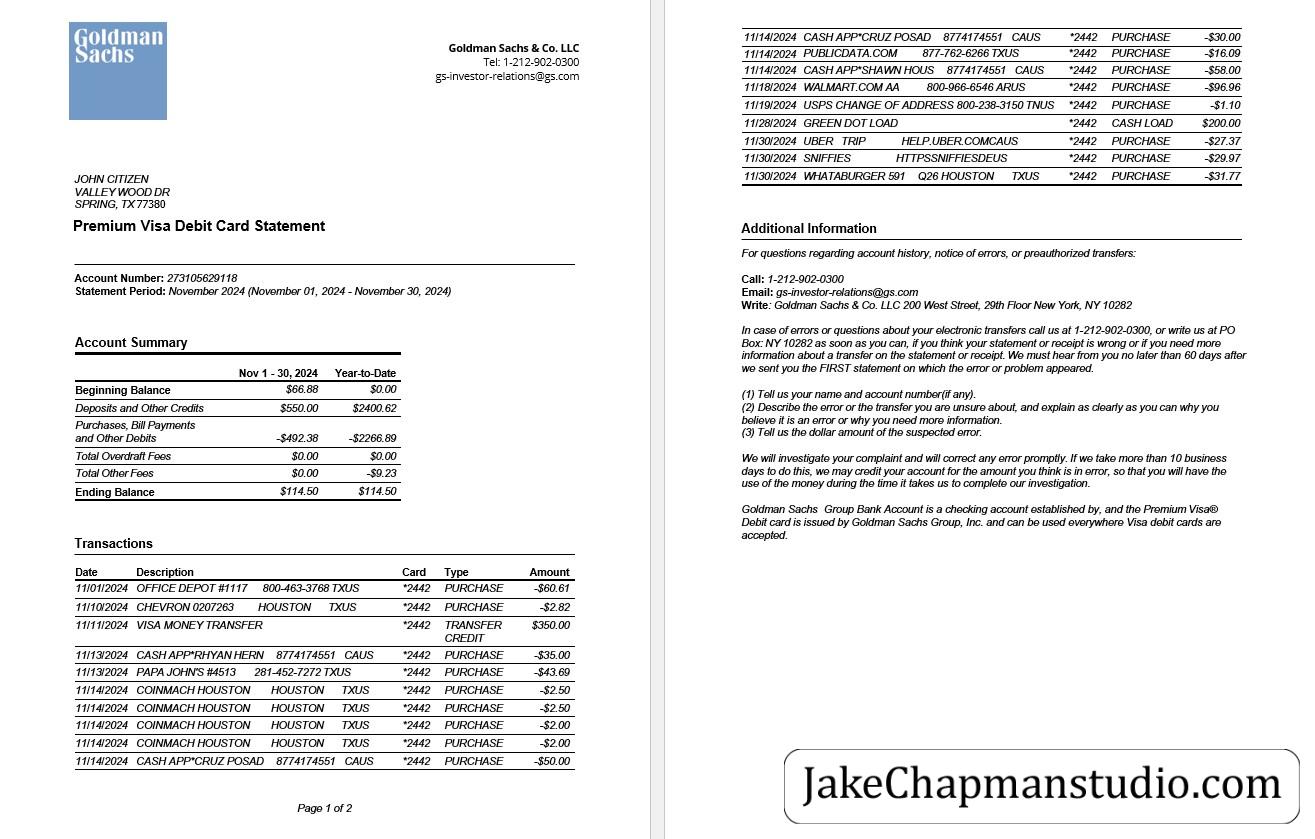 Goldman
Sachs
Goldman Sachs & Co. LLC
Tel: 1-212-902-0300
gs-investor-relations@gs.com
JOHN CITIZEN
VALLEY WOOD DR
SPRING, TX 77380
Premium Visa Debit Card Statement
Account Number: 273105629118
Statement Period: November 2024 (November 01, 2024 - November 30, 2024)
Account Summary
Nov 1 - 30, 2024 Year-to-Date
Beginning Balance $66.88 $0.00
Deposits and Other Credits $550.00 $2400.62
Purchases, Bill Payments
and Other Debits -$492.38 -$2266.89
Total Overdraft Fees $0.00 $0.00
Total Other Fees $0.00 -$9.23
Ending Balance $114.50 $114.50
Transactions
Date Description Card Type Amount
11/01/2024 OFFICE DEPOT #1117 800-463-3768 TXUS *2442 PURCHASE -$60.61
11/10/2024 CHEVRON 0207263 HOUSTON TXUS *2442 PURCHASE -$2.82
11/11/2024 VISA MONEY TRANSFER *2442 TRANSFER $350.00
CREDIT
11/13/2024 CASH APP*RHYAN HERN 8774174551 CAUS *2442 PURCHASE -$35.00
11/13/2024 PAPA JOHN'S #4513 281-452-7272 TXUS *2442 PURCHASE -$43.69
11/14/2024 COINMACH HOUSTON HOUSTON TXUS *2442 PURCHASE -$2.50
11/14/2024 COINMACH HOUSTON HOUSTON TXUS *2442 PURCHASE -$2.50
11/14/2024 COINMACH HOUSTON HOUSTON TXUS *2442 PURCHASE -$2.00
11/14/2024 COINMACH HOUSTON HOUSTON TXUS *2442 PURCHASE -$2.00
11/14/2024 CASH APP*CRUZ POSAD 8774174551 CAUS *2442 PURCHASE -$50.00
Page 1 of 2
11/14/2024 CASH APP*CRUZ POSAD 8774174551 CAUS *2442 PURCHASE -$30.00
11/14/2024 PUBLICDATA.COM 877-762-6266 TXUS *2442 PURCHASE -$16.09
11/14/2024 CASH APP*SHAWN HOUS 8774174551 CAUS *2442 PURCHASE -$58.00
11/18/2024 WALMART.COM AA 800-966-6546 ARUS *2442 PURCHASE -$96.96
11/19/2024 USPS CHANGE OF ADDRESS 800-238-3150 TNUS *2442 PURCHASE -$1.10
11/28/2024 GREEN DOT LOAD *2442 CASH LOAD $200.00
11/30/2024 UBER TRIP HELP.UBER.COMCAUS *2442 PURCHASE -$27.37
11/30/2024 SNIFFIES HTTPSSNIFFIESDEUS *2442 PURCHASE -$29.97
11/30/2024 WHATABURGER 591 Q26 HOUSTON TXUS *2442 PURCHASE -$31.77
Additional Information
For questions regarding account history, notice of errors, or preauthorized transfers:
Call: 1-212-902-0300
Email: gs-investor-relations@gs.com
Write: Goldman Sachs & Co. LLC 200 West Street, 29th Floor New York, NY 10282
In case of errors or questions about your electronic transfers call us at 1-212-902-0300, or write us at PO
Box: NY 10282 as soon as you can, if you think your statement or receipt is wrong or if you need more
information about a transfer on the statement or receipt. We must hear from you no later than 60 days after
we sent you the FIRST statement on which the error or problem appeared.
(1) Tell us your name and account number(if any).
(2) Describe the error or the transfer you are unsure about, and explain as clearly as you can why you
believe it is an error or why you need more information.
(3) Tell us the dollar amount of the suspected error.
We will investigate your complaint and will correct any error promptly. If we take more than 10 business
days to do this, we may credit your account for the amount you think is in error, so that you will have the
use of the money during the time it takes us to complete our investigation.
Goldman Sachs Group Bank Account is a checking account established by, and the Premium Visa®
Debit card is issued by Goldman Sachs Group, Inc. and can be used everywhere Visa debit cards are
accepted.
JakeChapmanstudio.com